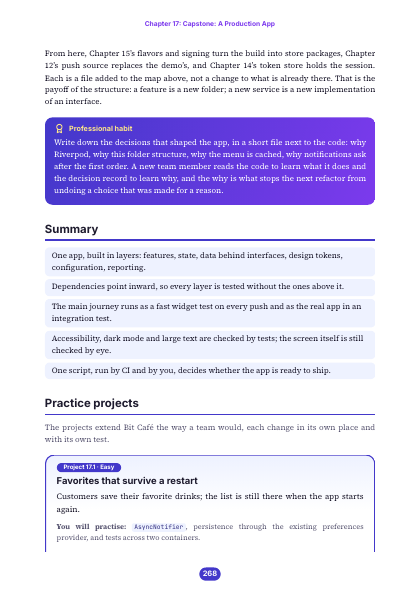 Chapter 17: Capstone: A Production App
From here, Chapter 15's flavors and signing turn the build into store packages, Chapter
12's push source replaces the demo's, and Chapter 14's token store holds the session.
Each is a file added to the map above, not a change to what is already there. That is the
payoff of the structure: a feature is a new folder; a new service is a new implementation
of an interface.
Professional habit
Write down the decisions that shaped the app, in a short file next to the code: why
Riverpod, why this folder structure, why the menu is cached, why notifications ask
after the first order. A new team member reads the code to learn what it does and
the decision record to learn why, and the why is what stops the next refactor from
undoing a choice that was made for a reason.
Summary
One app, built in layers: features, state, data behind interfaces, design tokens,
configuration, reporting.
Dependencies point inward, so every layer is tested without the ones above it.
The main journey runs as a fast widget test on every push and as the real app in an
integration test.
Accessibility, dark mode and large text are checked by tests; the screen itself is still
checked by eye.
One script, run by CI and by you, decides whether the app is ready to ship.
Practice projects
The projects extend Bit Café the way a team would, each change in its own place and
with its own test.
Project 17.1 · Easy
Favorites that survive a restart
Customers save their favorite drinks; the list is still there when the app starts
again.
You will practise: AsyncNotifier, persistence through the existing preferences
provider, and tests across two containers.
268